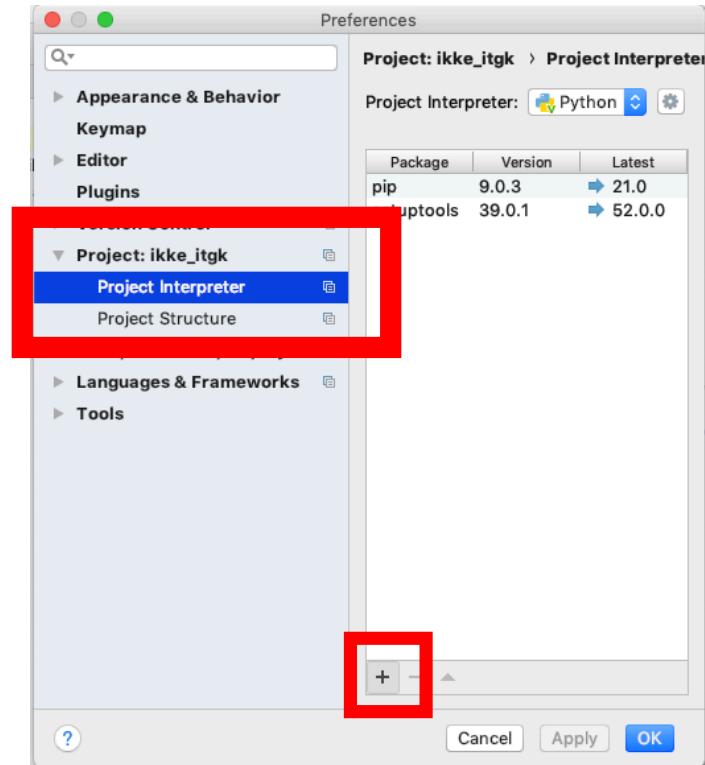 Preferences
Project: ikke_itgk › Project Interpreter
Appearance & Behavior
Keymap
Editor
Plugins
Project: ikke_itgk
Project Interpreter
Project Structure
Languages & Frameworks
Tools
Project Interpreter: Python
Package Version Latest
pip 9.0.3 21.0
39.0.1 52.0.0
+ −
? Cancel Apply OK